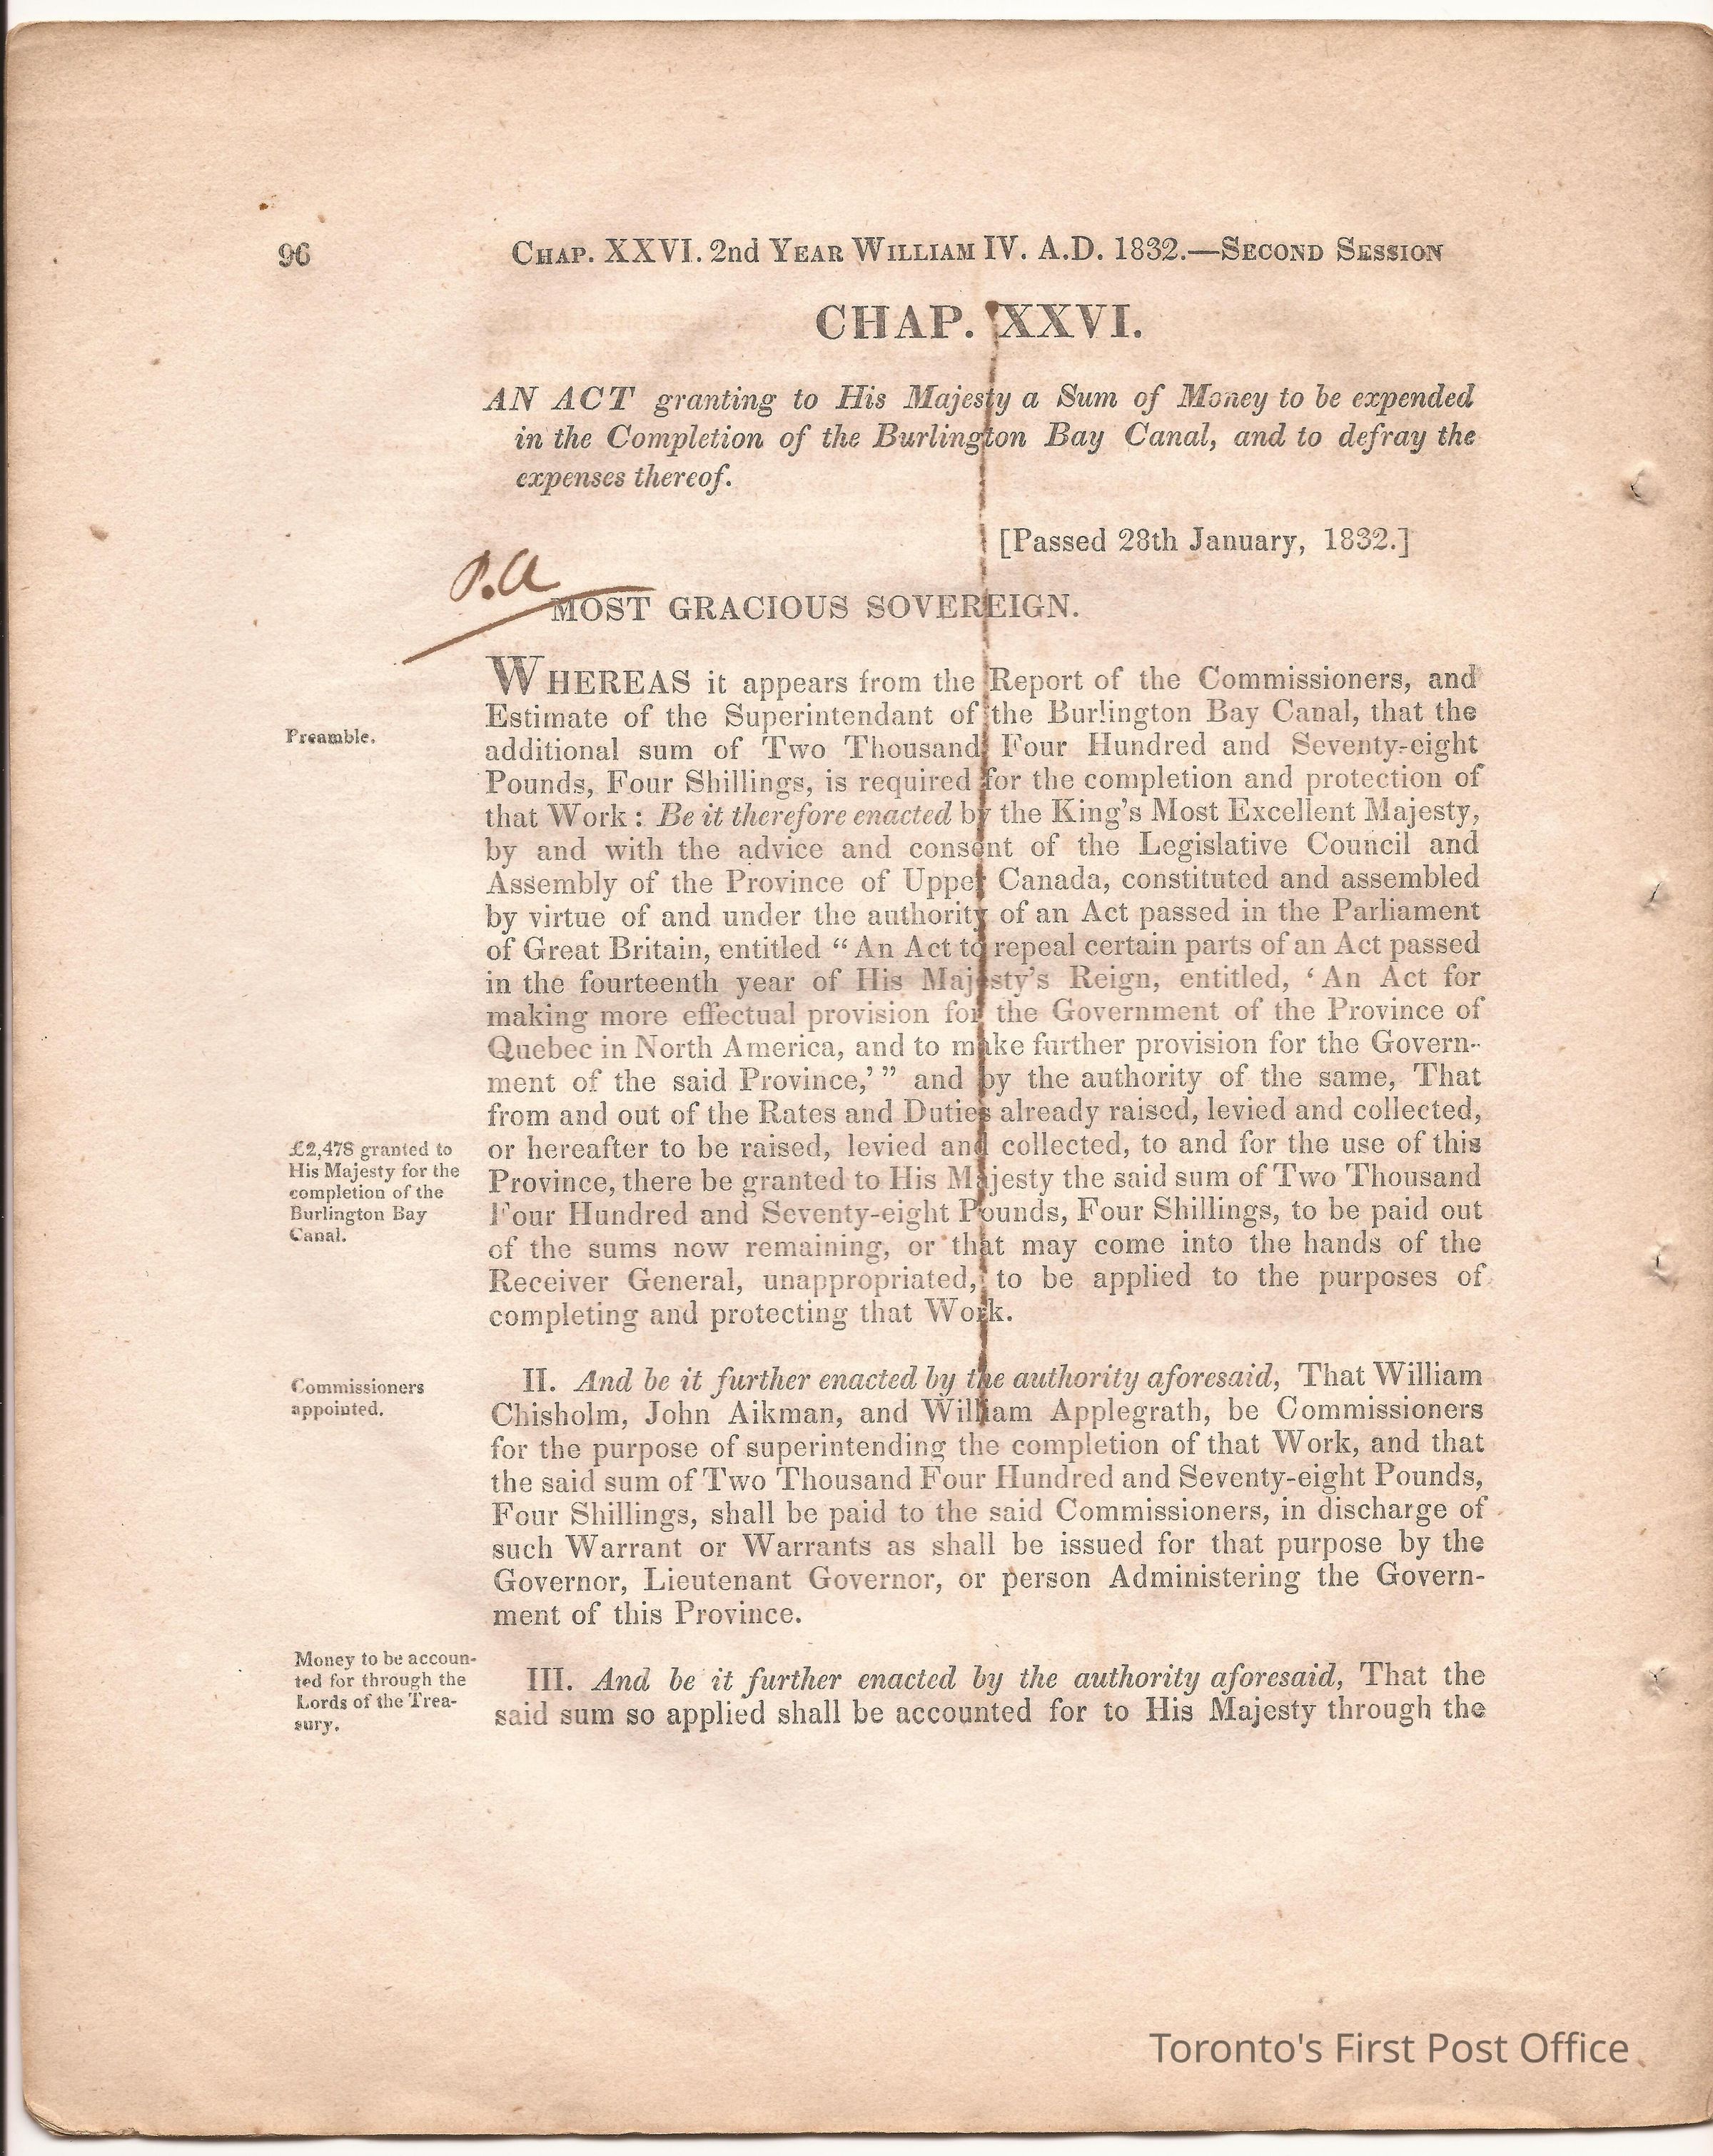 96
CHAP. XXVI. 2nd YEAR WILLIAM IV. A.D. 1832.—SECOND SESSION
CHAP. XXVI.
AN ACT granting to His Majesty a Sum of Money to be expended
in the Completion of the Burlington Bay Canal, and to defray the
expenses thereof.
[Passed 28th January, 1832.]
P.A
MOST GRACIOUS SOVEREIGN.
Preamble.
WHEREAS it appears from the Report of the Commissioners, and
Estimate of the Superintendant of the Burlington Bay Canal, that the
additional sum of Two Thousand Four Hundred and Seventy-eight
Pounds, Four Shillings, is required for the completion and protection of
that Work : Be it therefore enacted by the King's Most Excellent Majesty,
by and with the advice and consent of the Legislative Council and
Assembly of the Province of Upper Canada, constituted and assembled
by virtue of and under the authority of an Act passed in the Parliament
of Great Britain, entitled “ An Act to repeal certain parts of an Act passed
in the fourteenth year of His Majesty's Reign, entitled, ‘ An Act for
making more effectual provision for the Government of the Province of
Quebec in North America, and to make further provision for the Govern-
ment of the said Province,’ ” and by the authority of the same, That
from and out of the Rates and Duties already raised, levied and collected,
or hereafter to be raised, levied and collected, to and for the use of this
Province, there be granted to His Majesty the said sum of Two Thousand
Four Hundred and Seventy-eight Pounds, Four Shillings, to be paid out
of the sums now remaining, or that may come into the hands of the
Receiver General, unappropriated, to be applied to the purposes of
completing and protecting that Work.
£2,478 granted to
His Majesty for the
completion of the
Burlington Bay
Canal.
Commissioners
appointed.
II. And be it further enacted by the authority aforesaid, That William
Chisholm, John Aikman, and William Applegrath, be Commissioners
for the purpose of superintending the completion of that Work, and that
the said sum of Two Thousand Four Hundred and Seventy-eight Pounds,
Four Shillings, shall be paid to the said Commissioners, in discharge of
such Warrant or Warrants as shall be issued for that purpose by the
Governor, Lieutenant Governor, or person Administering the Govern-
ment of this Province.
Money to be accoun-
ted for through the
Lords of the Trea-
sury.
III. And be it further enacted by the authority aforesaid, That the
said sum so applied shall be accounted for to His Majesty through the
Toronto's First Post Office